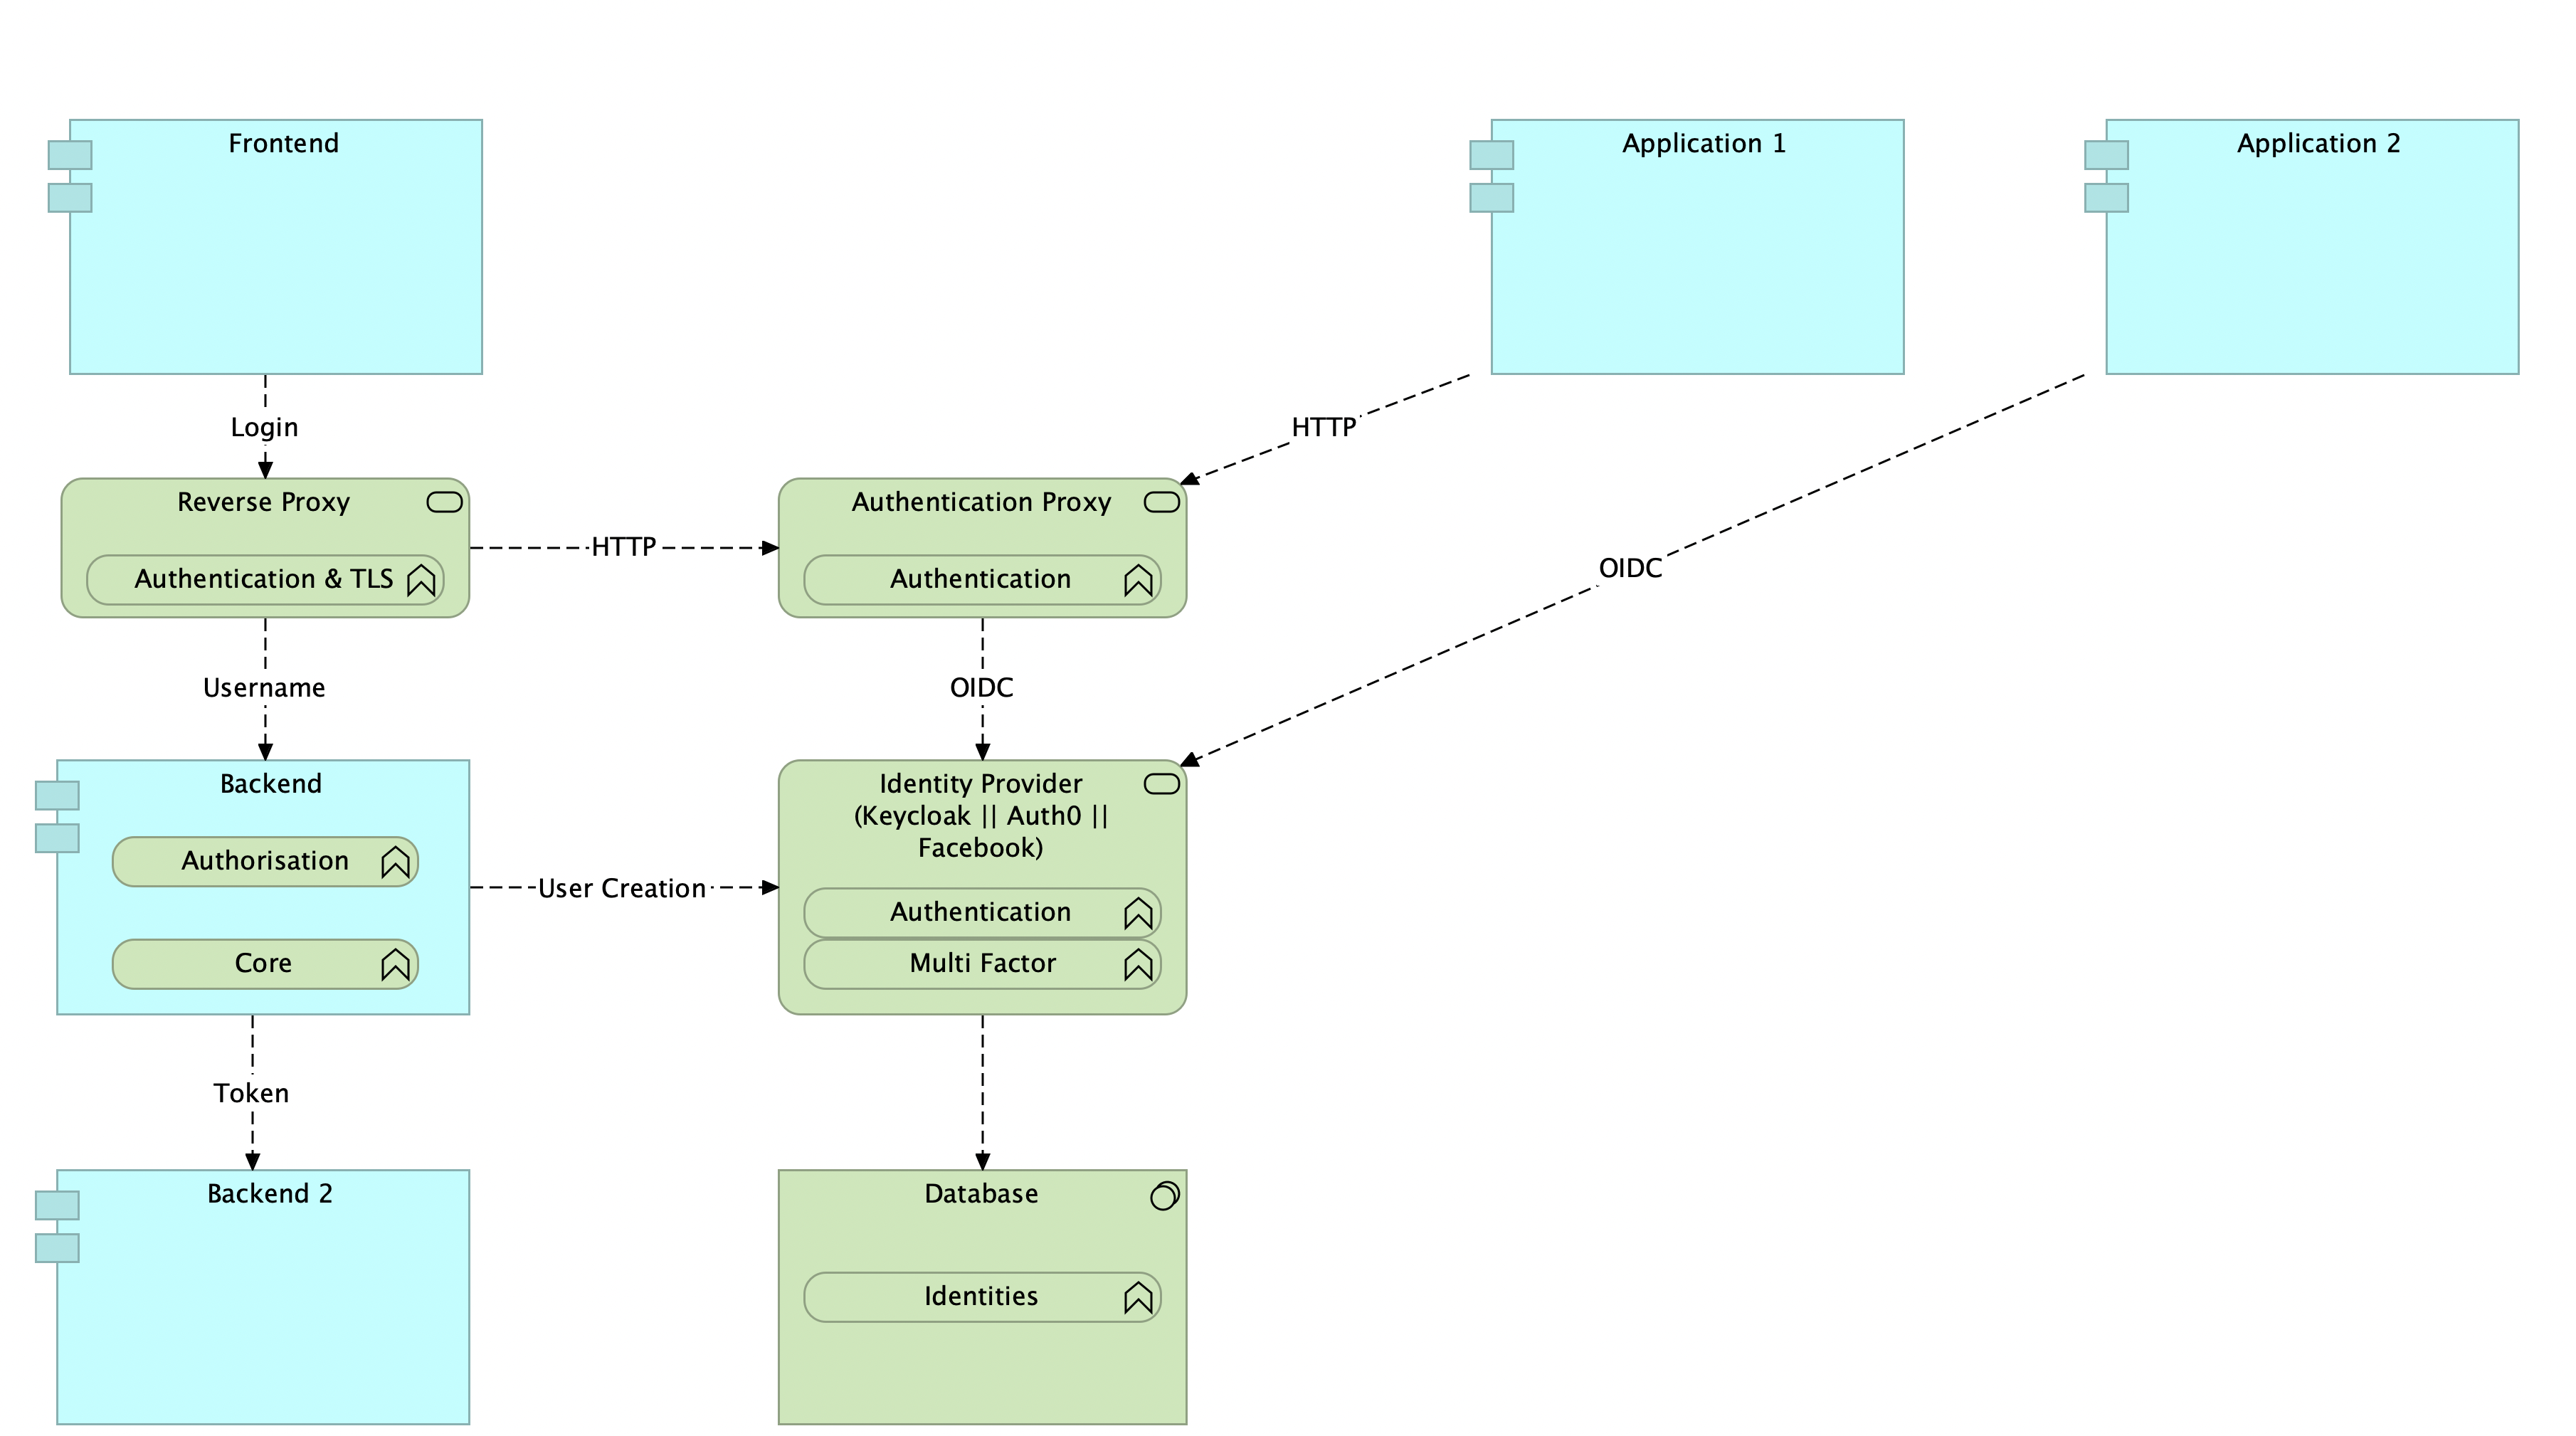 Frontend
Application 1
Application 2
Login
HTTP
Reverse Proxy
Authentication & TLS
HTTP
Authentication Proxy
Authentication
OIDC
Username
OIDC
Backend
Authorisation
Core
User Creation
Identity Provider
(Keycloak || Auth0 ||
Facebook)
Authentication
Multi Factor
Token
Backend 2
Database
Identities